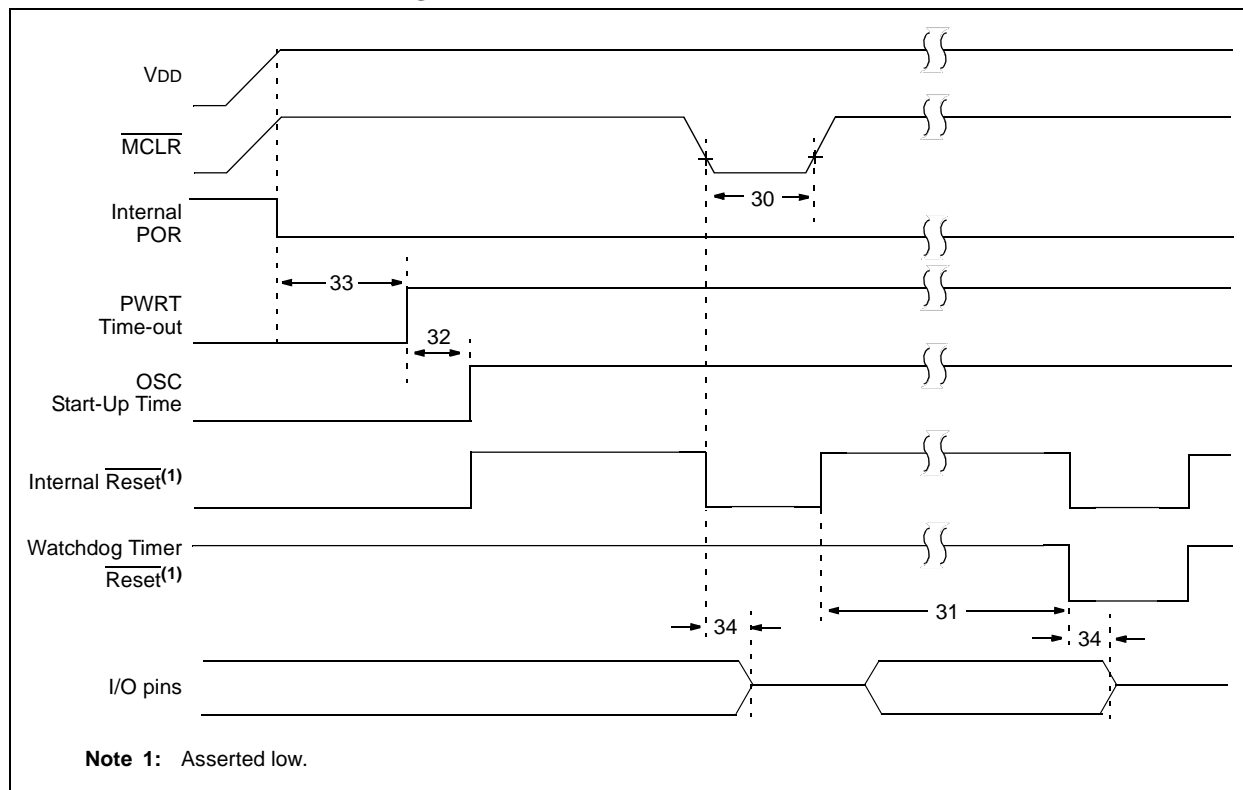 VDD
MCLR
Internal
POR
30
33
PWRT
Time-out
32
OSC
Start-Up Time
Internal Reset(1)
Watchdog Timer
Reset(1)
31
34
34
I/O pins
Note 1: Asserted low.